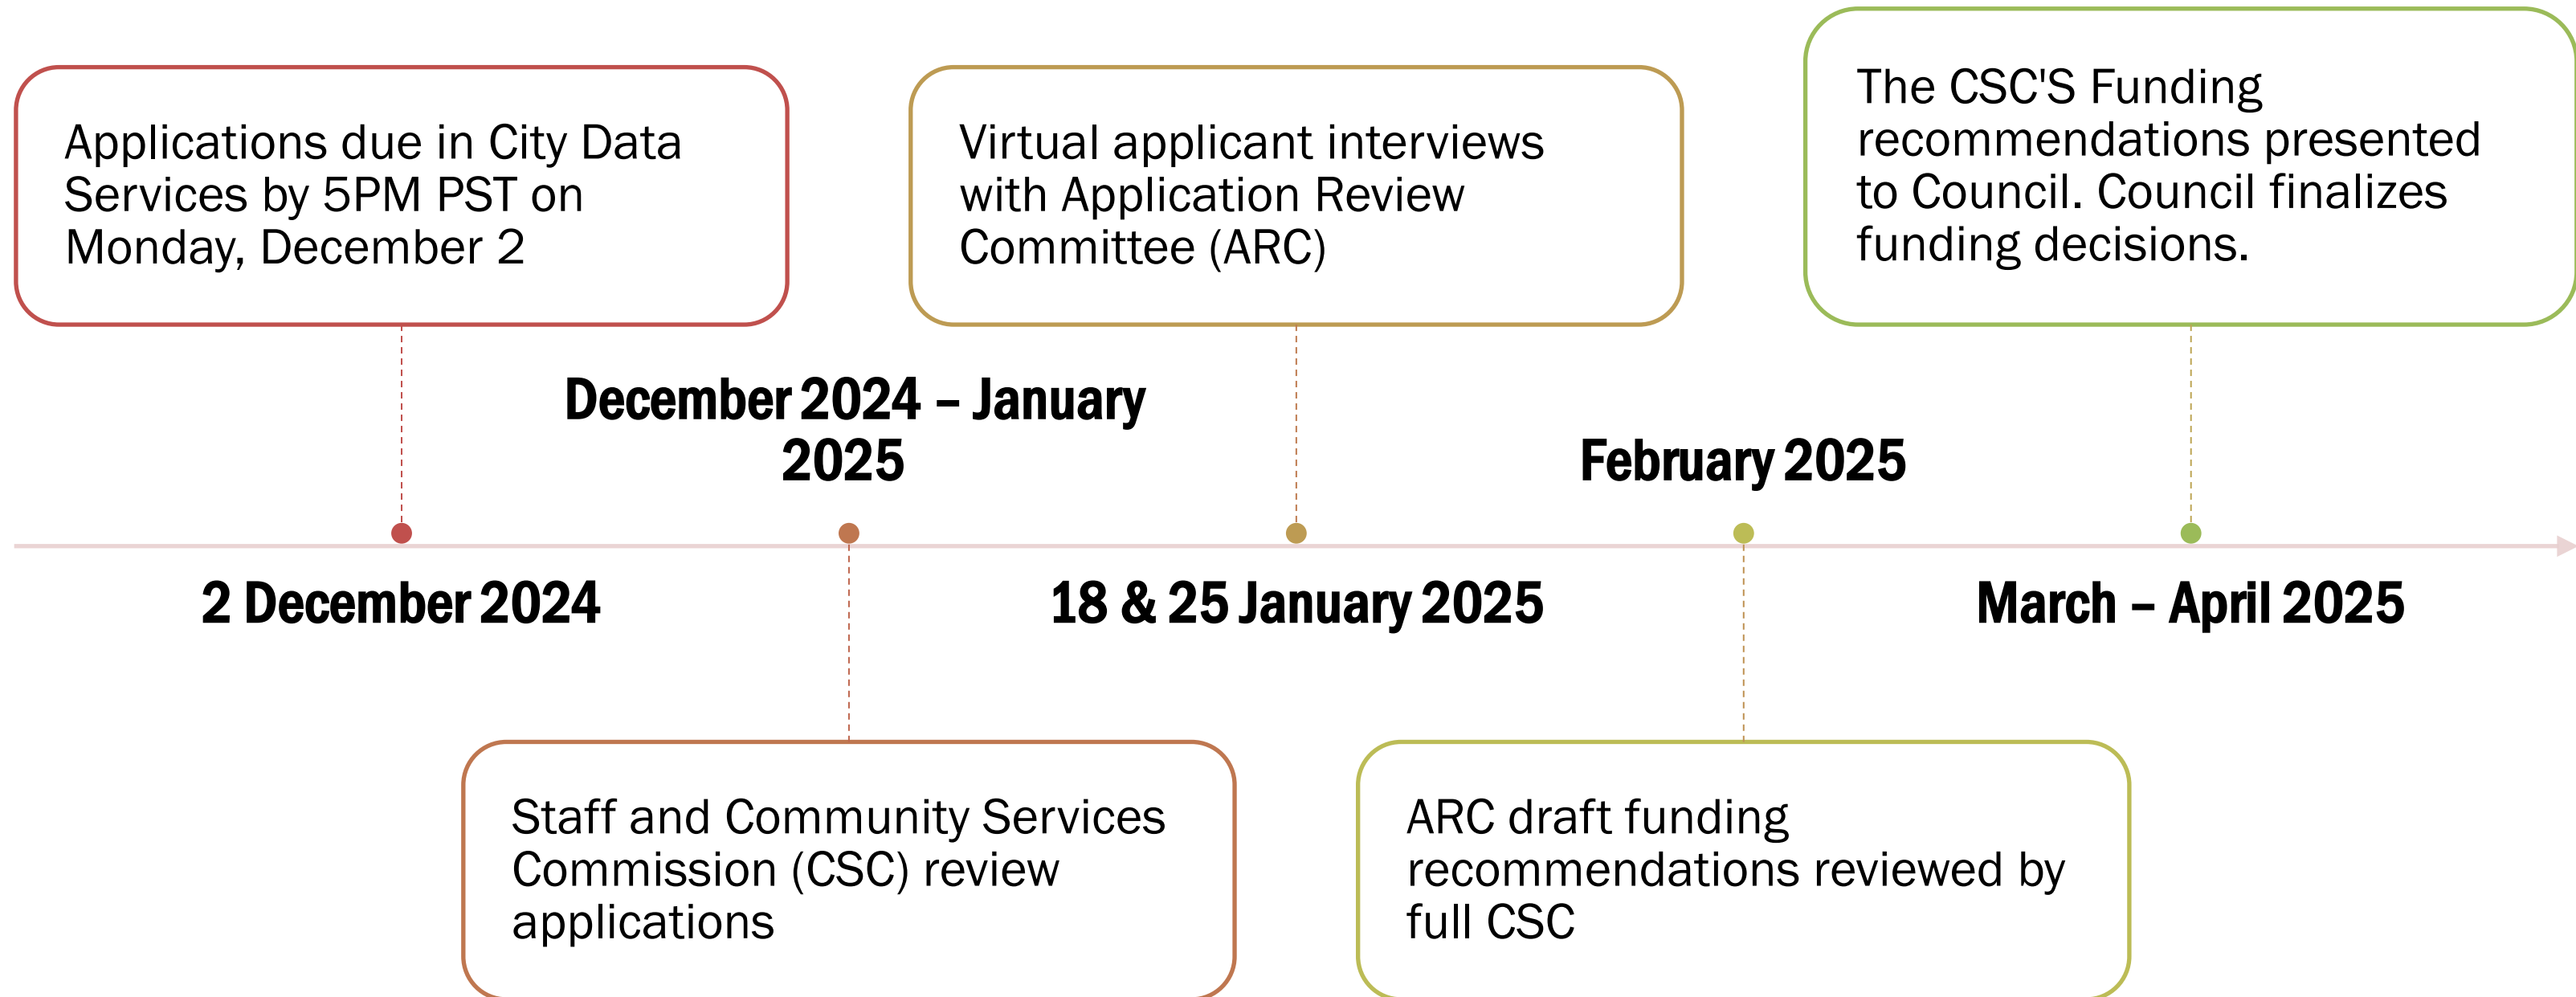 Applications due in City Data
Services by 5PM PST on
Monday, December 2
2 December 2024
December 2024 – January
2025
Staff and Community Services
Commission (CSC) review
applications
Virtual applicant interviews
with Application Review
Committee (ARC)
18 & 25 January 2025
February 2025
ARC draft funding
recommendations reviewed by
full CSC
The CSC'S Funding
recommendations presented
to Council. Council finalizes
funding decisions.
March – April 2025